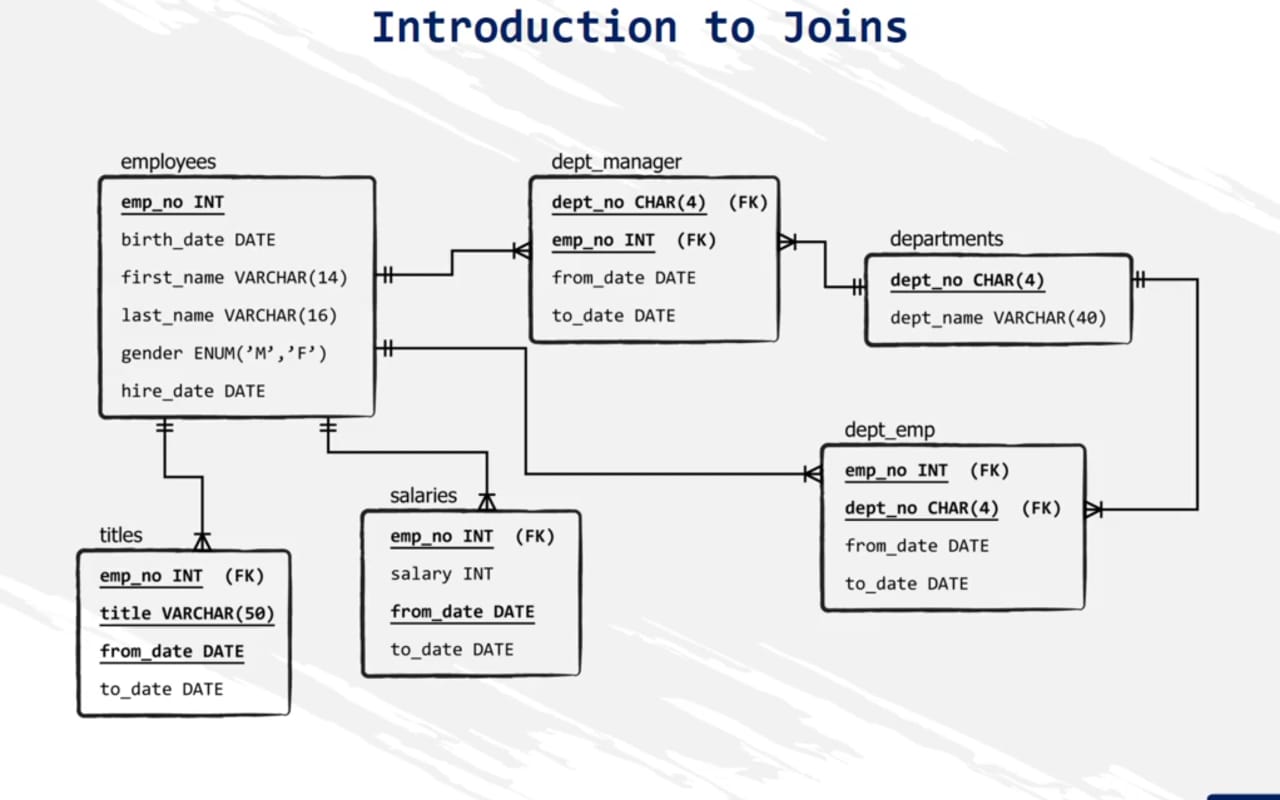 Introduction to Joins
employees
emp_no INT
birth_date DATE
first_name VARCHAR(14)
last_name VARCHAR(16)
gender ENUM(’M’,’F’)
hire_date DATE
dept_manager
dept_no CHAR(4) (FK)
emp_no INT (FK)
from_date DATE
to_date DATE
departments
dept_no CHAR(4)
dept_name VARCHAR(40)
dept_emp
emp_no INT (FK)
dept_no CHAR(4) (FK)
from_date DATE
to_date DATE
salaries
emp_no INT (FK)
salary INT
from_date DATE
to_date DATE
titles
emp_no INT (FK)
title VARCHAR(50)
from_date DATE
to_date DATE